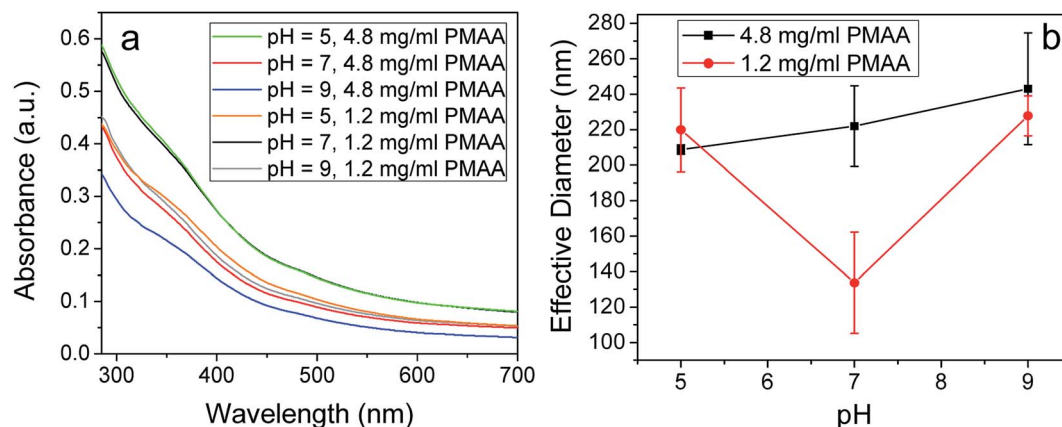 a
pH = 5, 4.8 mg/ml PMAA
pH = 7, 4.8 mg/ml PMAA
pH = 9, 4.8 mg/ml PMAA
pH = 5, 1.2 mg/ml PMAA
pH = 7, 1.2 mg/ml PMAA
pH = 9, 1.2 mg/ml PMAA
Absorbance (a.u.)
0.6
0.5
0.4
0.3
0.2
0.1
0.0
300 400 500 600 700
Wavelength (nm)
b
4.8 mg/ml PMAA
1.2 mg/ml PMAA
Effective Diameter (nm)
280
260
240
220
200
180
160
140
120
100
5 6 7 8 9
pH